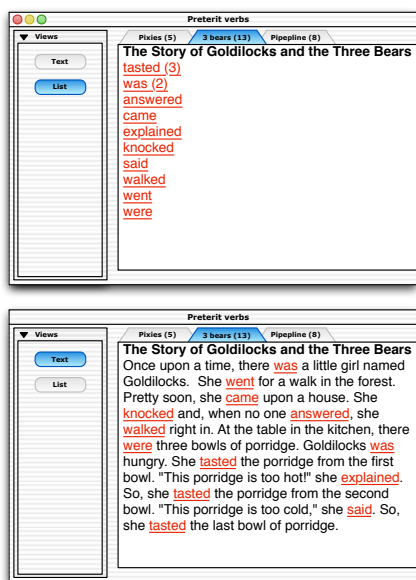 Preterit verbs
Views
Pixies (5) 3 bears (13) Pipepline (8)
Text
List
The Story of Goldilocks and the Three Bears
tasted (3)
was (2)
answered
came
explained
knocked
said
walked
went
were
Preterit verbs
Views
Pixies (5) 3 bears (13) Pipepline (8)
Text
List
The Story of Goldilocks and the Three Bears
Once upon a time, there was a little girl named
Goldilocks. She went for a walk in the forest.
Pretty soon, she came upon a house. She
knocked and, when no one answered, she
walked right in. At the table in the kitchen, there
were three bowls of porridge. Goldilocks was
hungry. She tasted the porridge from the first
bowl. "This porridge is too hot!" she explained.
So, she tasted the porridge from the second
bowl. "This porridge is too cold," she said. So,
she tasted the last bowl of porridge.